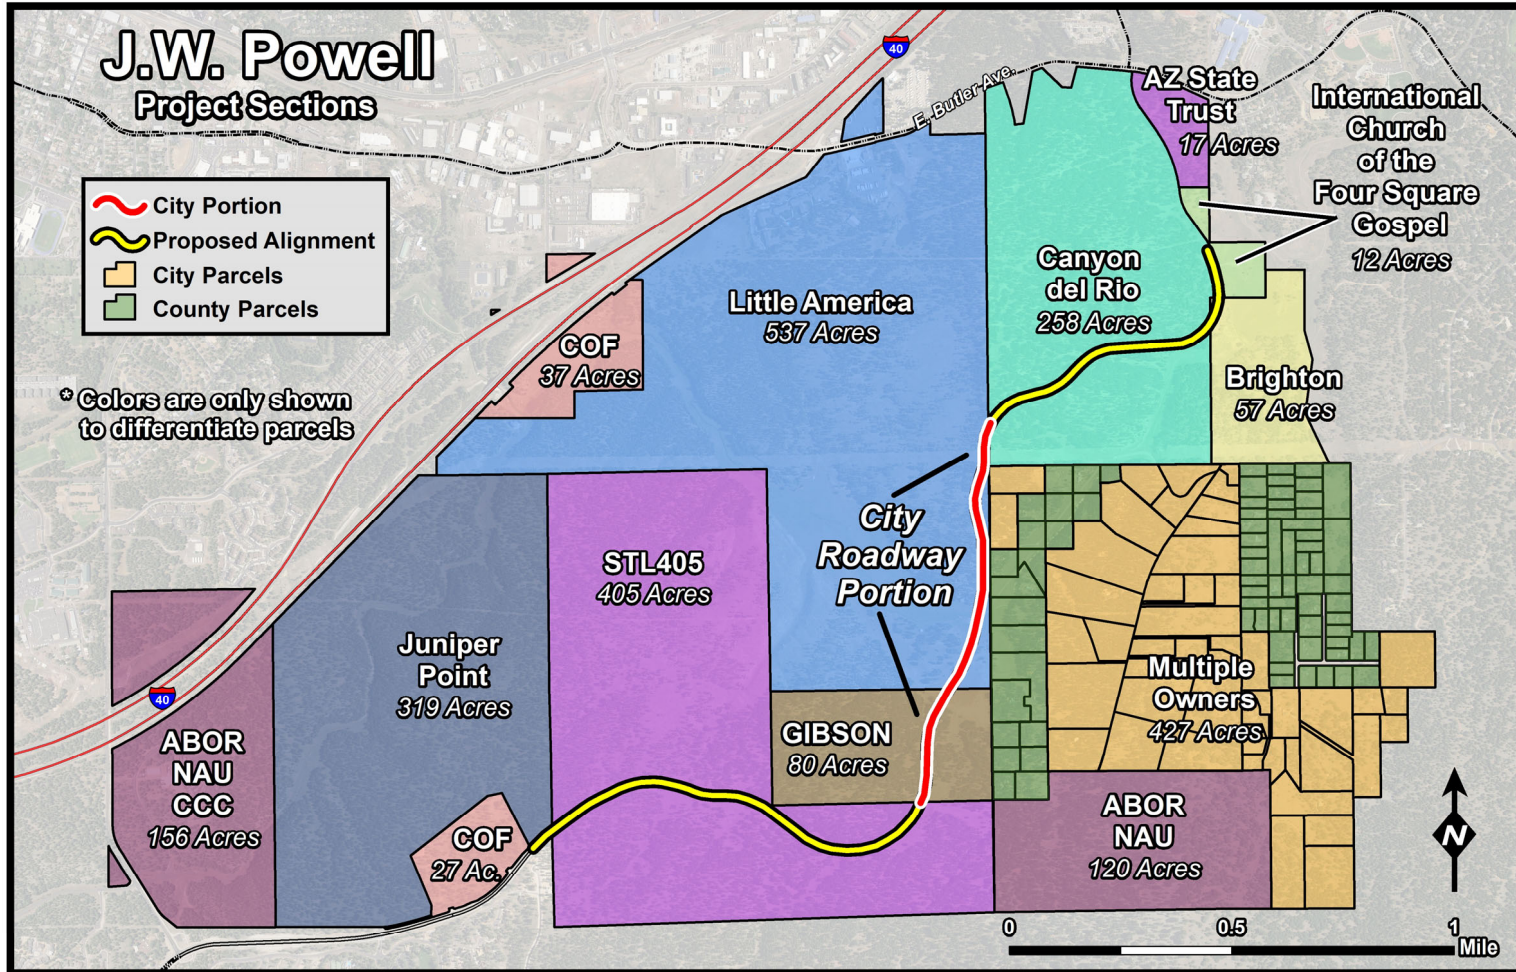 J.W. Powell
Project Sections
City Portion
Proposed Alignment
City Parcels
County Parcels
* Colors are only shown
to differentiate parcels
40
E. Butler Ave.
AZ State
Trust
17 Acres
International
Church
of the
Four Square
Gospel
12 Acres
Canyon
del Rio
258 Acres
Little America
537 Acres
COF
37 Acres
Brighton
57 Acres
City
Roadway
Portion
STL405
405 Acres
Juniper
Point
319 Acres
Multiple
Owners
427 Acres
40
ABOR
NAU
CCC
156 Acres
GIBSON
80 Acres
COF
27 Ac.
ABOR
NAU
120 Acres
N
0 0.5 1
Mile